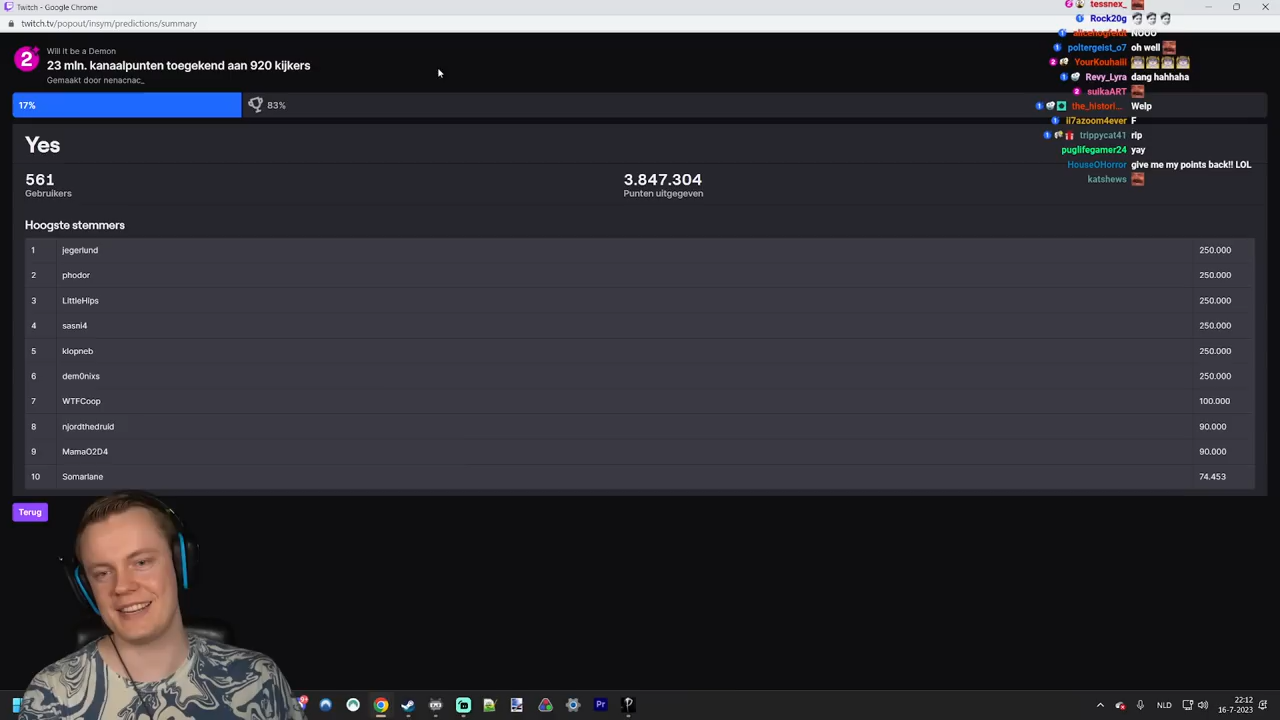 Twitch - Google Chrome
twitch.tv/popout/insym/predictions/summary
2
Will It be a Demon
23 mln. kanaalpunten toegekend aan 920 kijkers
Gemaakt door nenacnac_
17%
83%
Yes
561
Gebruikers
3.847.304
Punten uitgegeven
Hoogste stemmers
1 jegerlund 250.000
2 phodor 250.000
3 LittleHips 250.000
4 sasni4 250.000
5 klopneb 250.000
6 dem0nixs 250.000
7 WTFCoop 100.000
8 njordthedruid 90.000
9 MamaO2D4 90.000
10 Somarlane 74.453
Terug
tessnex_
Rock20g
alicehogfeldt NOOO
poltergeist_o7 oh well
YourKouhaiii
Revy_Lyra dang hahhaha
suikaART
the_histori... Welp
ii7azoom4ever F
trippycat41 rip
puglifegamer24 yay
HouseOHorror give me my points back!! LOL
katshews
Pr
NLD
22:12
16-7-2023